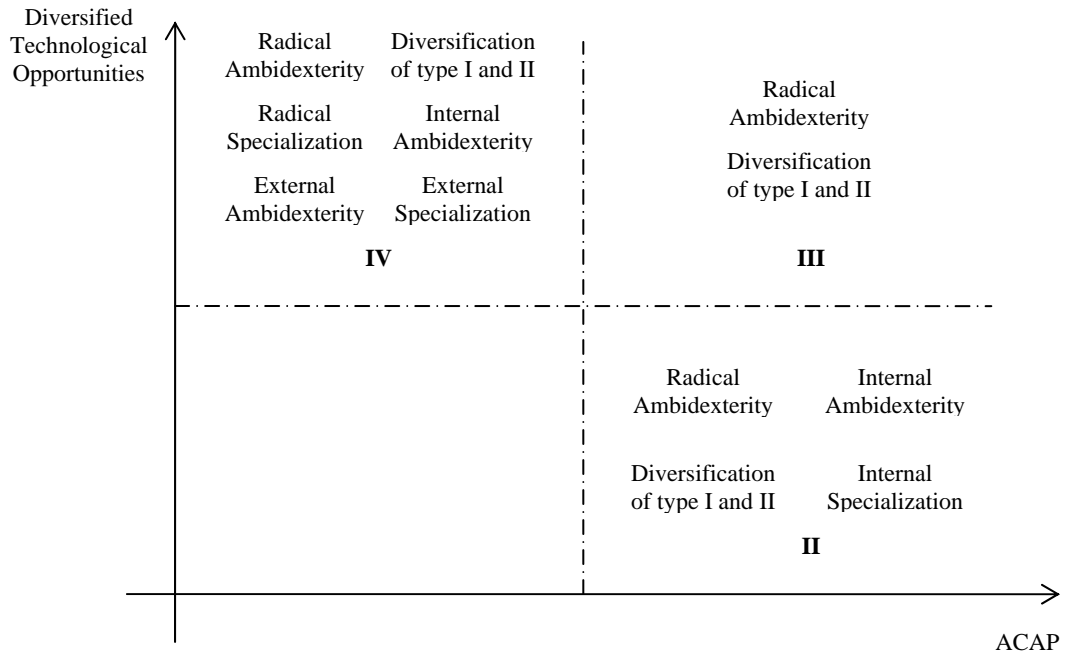 Diversified
Technological
Opportunities
Radical
Ambidexterity
Diversification
of type I and II
Radical
Specialization
Internal
Ambidexterity
External
Ambidexterity
External
Specialization
IV
Radical
Ambidexterity
Diversification
of type I and II
III
Radical
Ambidexterity
Internal
Ambidexterity
Diversification
of type I and II
Internal
Specialization
II
ACAP